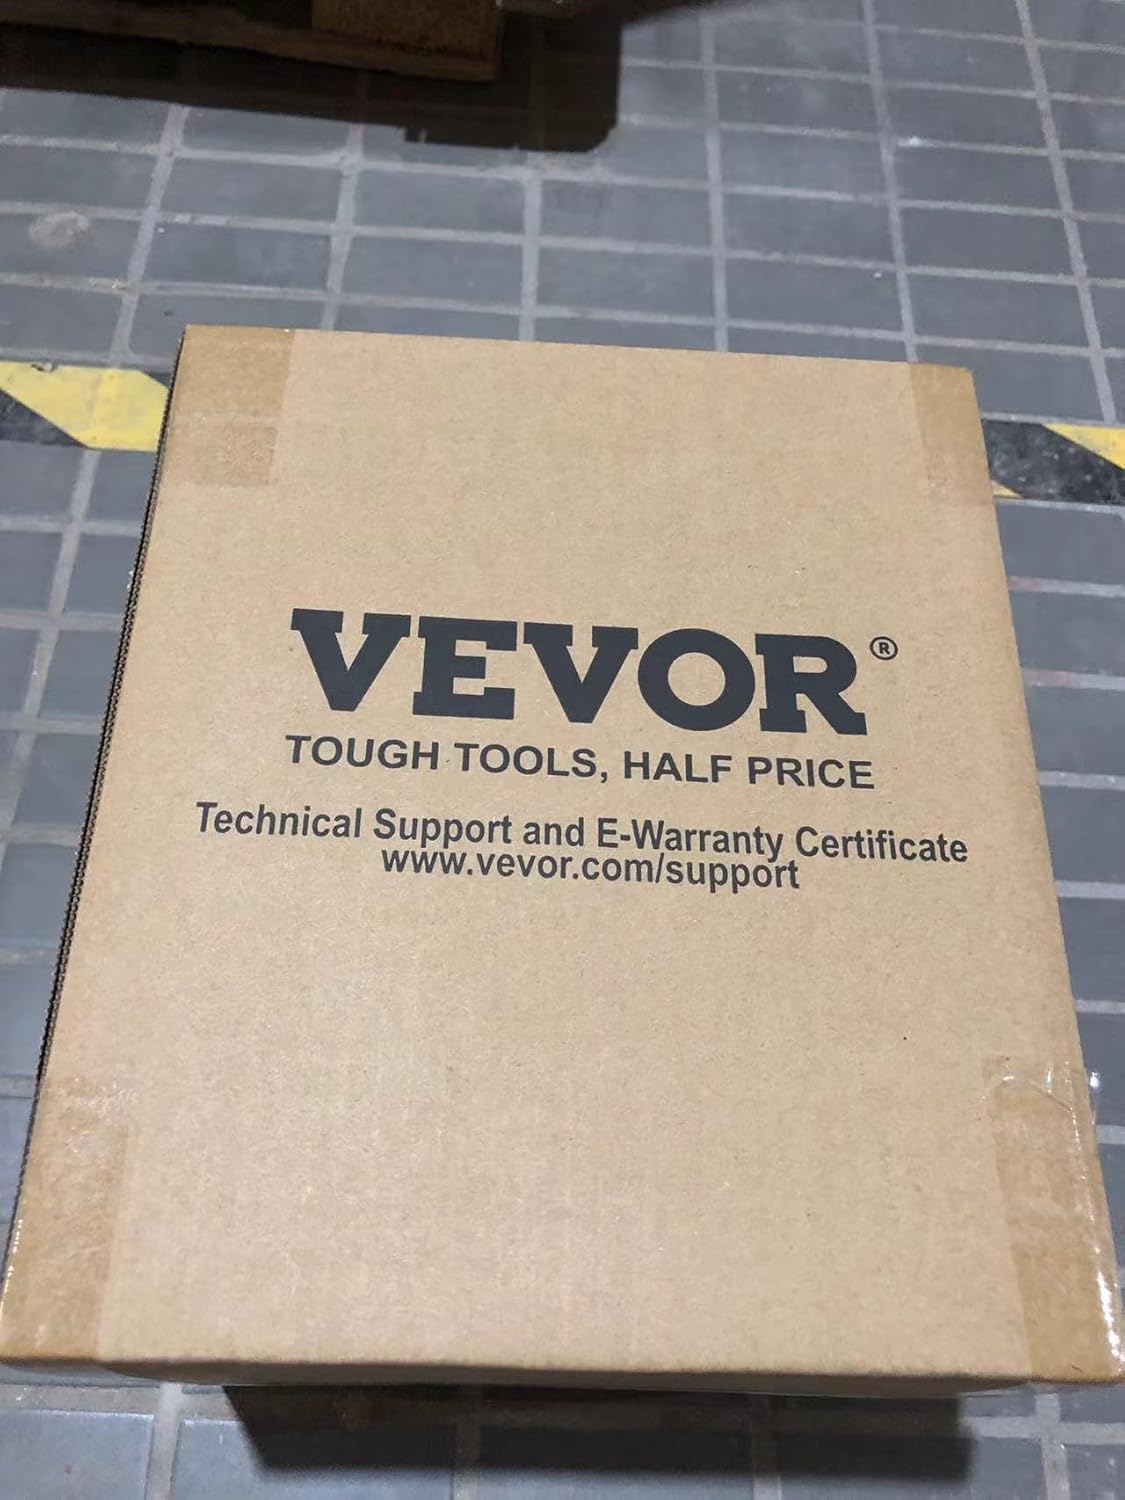 VEVOR®
TOUGH TOOLS, HALF PRICE
Technical Support and E-Warranty Certificate
www.vevor.com/support